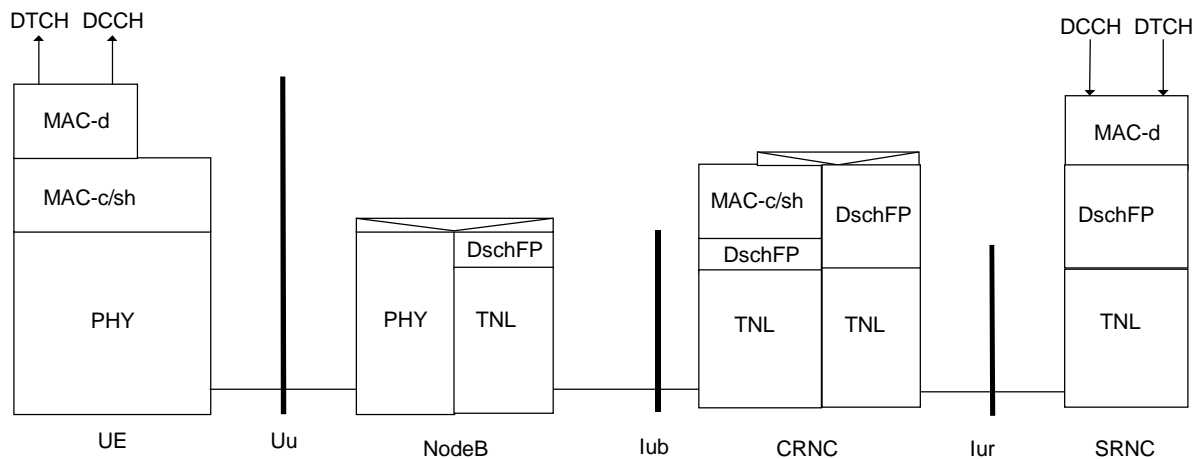 DTCH DCCH
DCCH DTCH
MAC-d
MAC-d
MAC-c/sh
MAC-c/sh
DschFP
DschFP
DschFP
DschFP
PHY
PHY
TNL
TNL
TNL
TNL
UE
Uu
NodeB
Iub
CRNC
Iur
SRNC